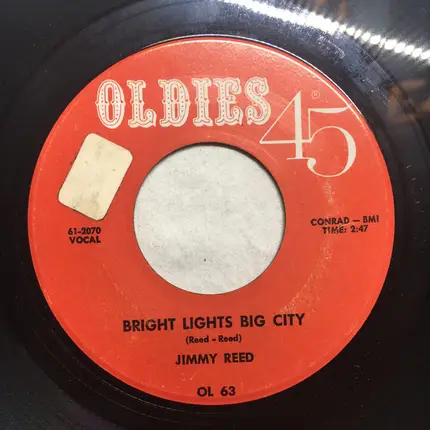 OLDIES 45®
61-2070
VOCAL
CONRAD — BMI
TIME: 2:47
BRIGHT LIGHTS BIG CITY
(Reed - Reed)
JIMMY REED
OL 63